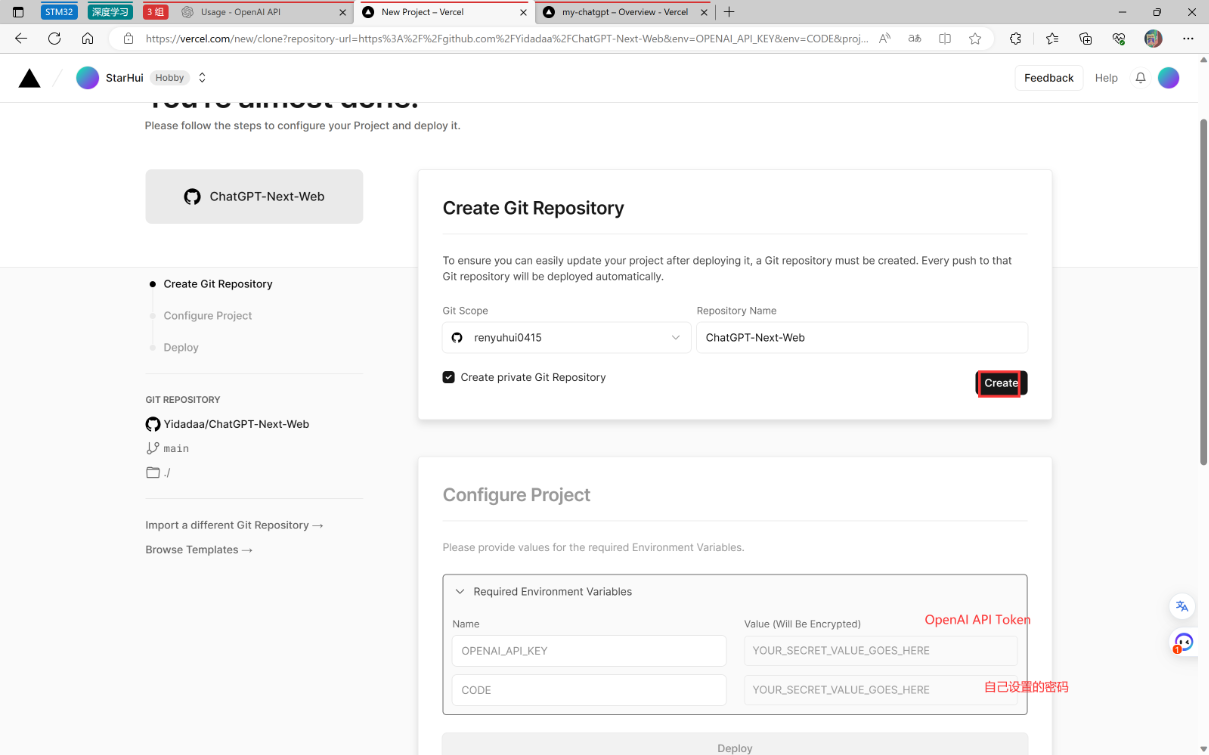 STM32
深度学习
3 组
Usage - OpenAI API
New Project – Vercel
my-chatgpt – Overview - Vercel
https://vercel.com/new/clone?repository-url=https%3A%2F%2Fgithub.com%2FYidadaa%2FChatGPT-Next-Web&env=OPENAI_API_KEY&env=CODE&proj...
StarHui
Hobby
Feedback
Help
You're almost done.
Please follow the steps to configure your Project and deploy it.
ChatGPT-Next-Web
Create Git Repository
Configure Project
Deploy
GIT REPOSITORY
Yidadaa/ChatGPT-Next-Web
main
./
Import a different Git Repository →
Browse Templates →
Create Git Repository
To ensure you can easily update your project after deploying it, a Git repository must be created. Every push to that
Git repository will be deployed automatically.
Git Scope
Repository Name
renyuhui0415
ChatGPT-Next-Web
Create private Git Repository
Create
Configure Project
Please provide values for the required Environment Variables.
Required Environment Variables
Name
Value (Will Be Encrypted)
OpenAI API Token
OPENAI_API_KEY
YOUR_SECRET_VALUE_GOES_HERE
CODE
YOUR_SECRET_VALUE_GOES_HERE
自己设置的密码
Deploy
1